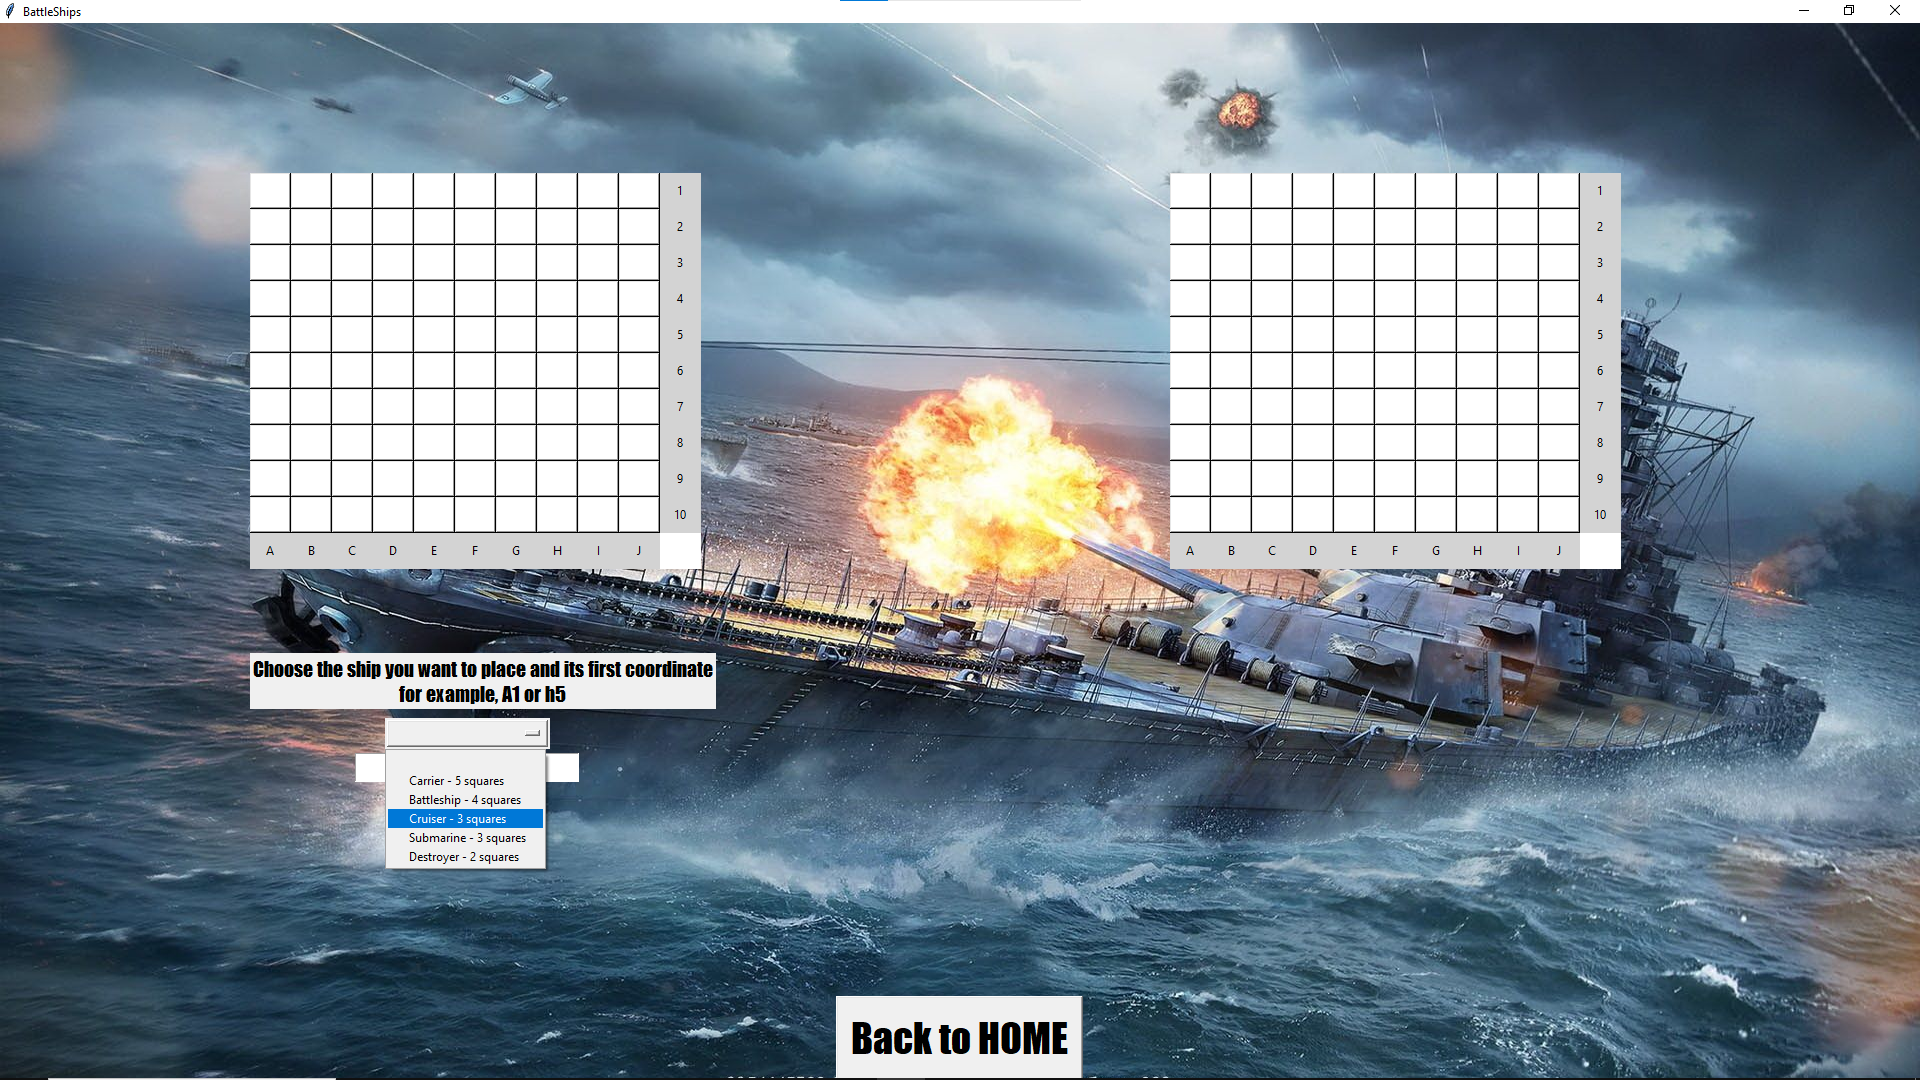 BattleShips
1
2
3
4
5
6
7
8
9
10
A B C D E F G H I J
1
2
3
4
5
6
7
8
9
10
A B C D E F G H I J
Choose the ship you want to place and its first coordinate
for example, A1 or h5
Carrier - 5 squares
Battleship - 4 squares
Cruiser - 3 squares
Submarine - 3 squares
Destroyer - 2 squares
Back to HOME